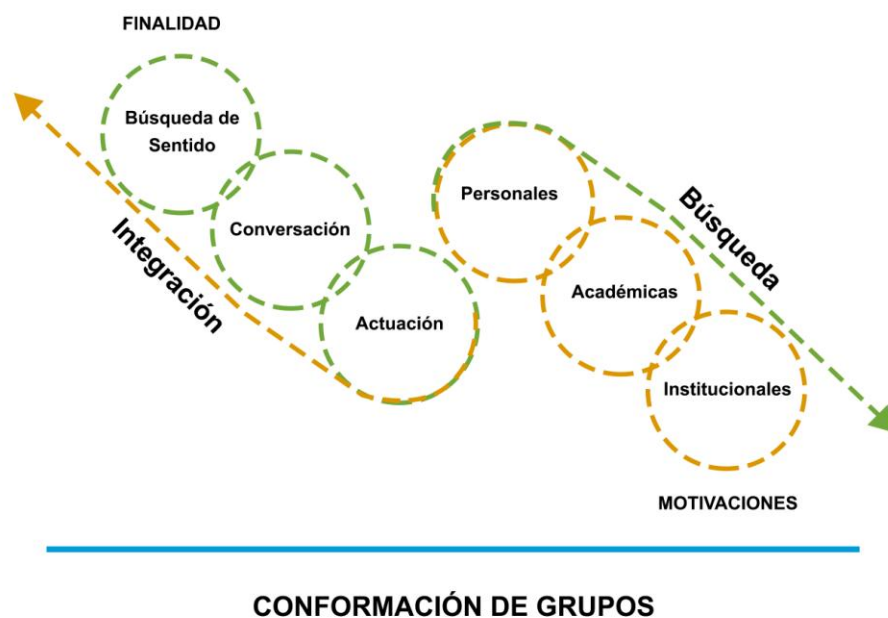 FINALIDAD
Búsqueda de
Sentido
Conversación
Actuación
Integración
Personales
Académicas
Institucionales
Búsqueda
MOTIVACIONES
CONFORMACIÓN DE GRUPOS